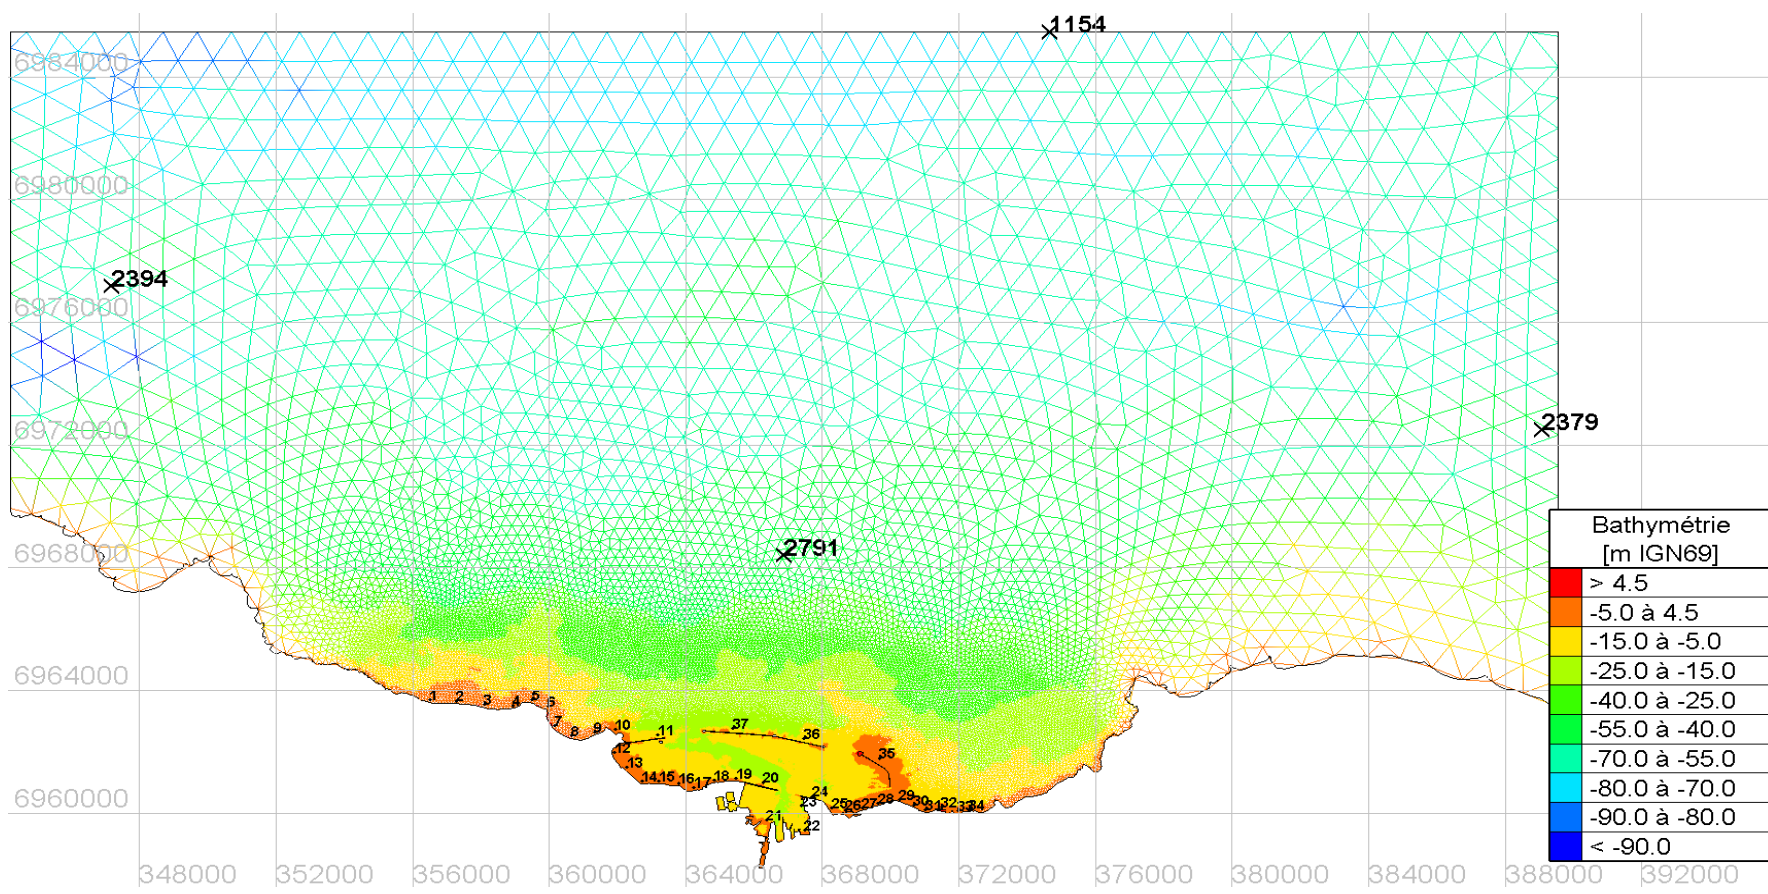 1154
6984000
6980000
2394
6976000
2379
6972000
2791
6968000
Bathymétrie
[m IGN69]
> 4.5
-5.0 à 4.5
-15.0 à -5.0
-25.0 à -15.0
-40.0 à -25.0
-55.0 à -40.0
-70.0 à -55.0
-80.0 à -70.0
-90.0 à -80.0
< -90.0
6964000
1 2 3 4 5 6 7 8 9 10 11 37 36
12 13 35
14 15 16 17 18 19 20
6960000
21 22 23 24 25 26 27 28 29 30 31 32 33 34
348000 352000 356000 360000 364000 368000 372000 376000 380000 384000 388000 392000